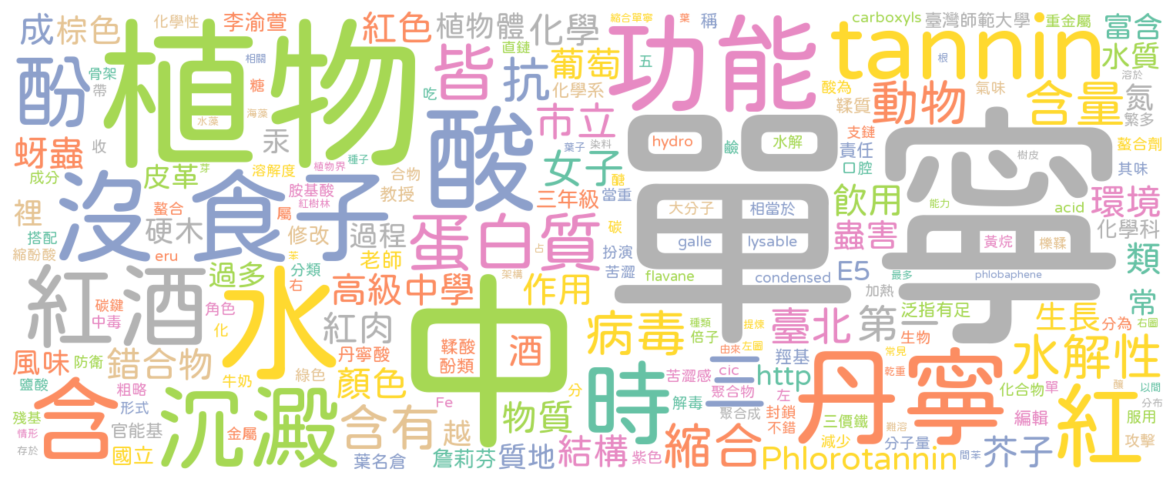 成 棕色 化學性 李渝萱 紅色 植物體 化學 稱 carboxyls 臺灣師範大學 重金屬 富含
酚 骨架 帶 植物 相關 糖 皆 直鏈 抗 葡萄 化學系 功能 tannin 水質
五 葉 結合單寧 根 溶於 吃 酸為 鞣質 動物 氣味 含量 氮 繁多
蚜蟲 收 水藻 汞 海藻 酸 市立 染料 hydro 水解 鹼 支鏈 責任 螯合劑
成分 皮革 芽 溶解度 植物界 種子 合物 葉子 女子 醣 口腔 樹皮 其味
裡 螯合 沒食子 胺基酸 紅樹林 教授 三年級 當重 大分子 相當於 單寧 飲用 能力 acid 環境
搭配 硬木 屬 修改 過程 蛋白質 碳 galle lysable 蟲害 黃烷 櫟鞣 化學科
縮酚酸 eru 苯 分類 老師 占 扮演 苦澀 flavane condensed E5 最多 phlobaphene 類
紅酒 過多 右 水 高級中學 架構 作用 加熱 常
碳鍵 中毒 角色 化 紅肉 中 病毒 種類 提煉 臺北 第二 泛指有足 生長 分為 右圖
風味 防衛 錯合物 丹寧酸 鞣酸 酚類 酒 倍子 左圖 由來 羥基 常見 生物 水解性
鹽酸 牛奶 綠色 顏色 時 苦澀感 cic http 丹寧 乾重 化合物 單 釀 以間
含 粗略 形式 沉澱 Fe 分 物質 解毒 聚合物 左 紅 分布
殘基 官能基 含有 越 聚合成 封鎖 不錯 三價鐵 編輯 服用
情形 金屬 縮合 難溶 攻擊
存於 國立 葉名倉 詹莉芬 質地 結構 紫色 減少 分子量 Phlorotannin 間苯 芥子